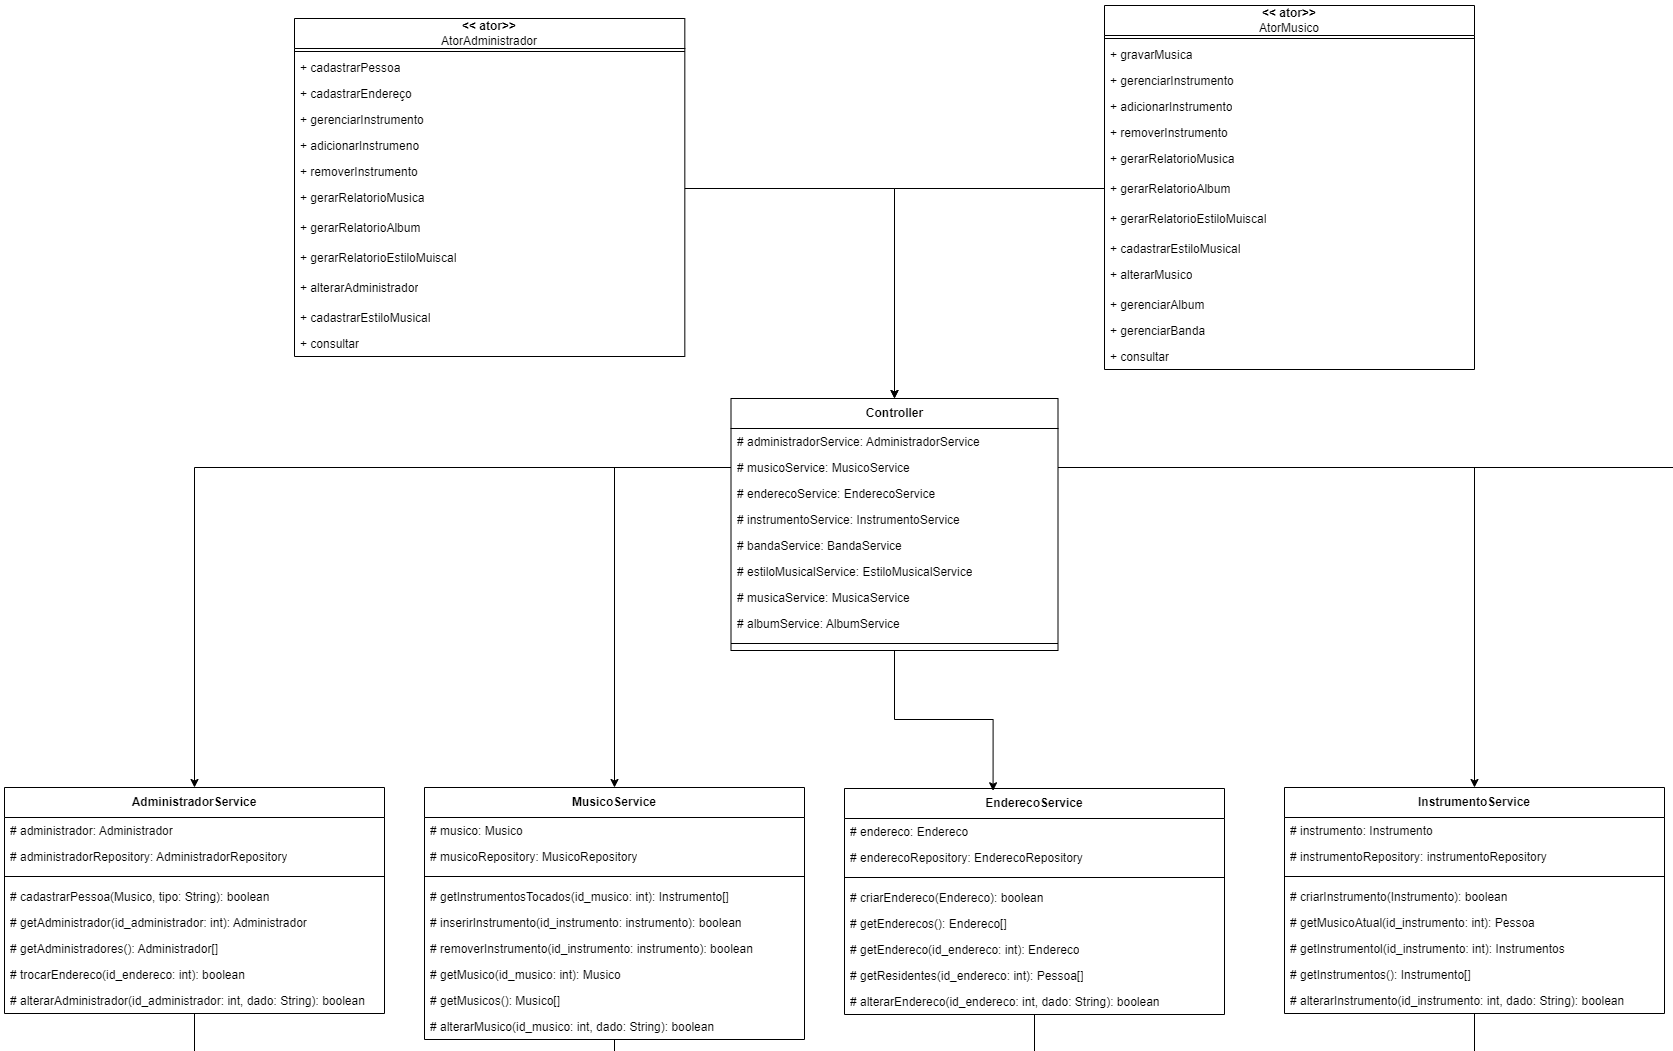 << ator>>
AtorAdministrador
+ cadastrarPessoa
+ cadastrarEndereço
+ gerenciarInstrumento
+ adicionarInstrumeno
+ removerInstrumento
+ gerarRelatorioMusica
+ gerarRelatorioAlbum
+ gerarRelatorioEstiloMuiscal
+ alterarAdministrador
+ cadastrarEstiloMusical
+ consultar
<< ator>>
AtorMusico
+ gravarMusica
+ gerenciarInstrumento
+ adicionarInstrumento
+ removerInstrumento
+ gerarRelatorioMusica
+ gerarRelatorioAlbum
+ gerarRelatorioEstiloMuiscal
+ cadastrarEstiloMusical
+ alterarMusico
+ gerenciarAlbum
+ gerenciarBanda
+ consultar
Controller
# administradorService: AdministradorService
# musicoService: MusicoService
# enderecoService: EnderecoService
# instrumentoService: InstrumentoService
# bandaService: BandaService
# estiloMusicalService: EstiloMusicalService
# musicaService: MusicaService
# albumService: AlbumService
AdministradorService
# administrador: Administrador
# administradorRepository: AdministradorRepository
# cadastrarPessoa(Musico, tipo: String): boolean
# getAdministrador(id_administrador: int): Administrador
# getAdministradores(): Administrador[]
# trocarEndereco(id_endereco: int): boolean
# alterarAdministrador(id_administrador: int, dado: String): boolean
MusicoService
# musico: Musico
# musicoRepository: MusicoRepository
# getInstrumentosTocados(id_musico: int): Instrumento[]
# inserirInstrumento(id_instrumento: instrumento): boolean
# removerInstrumento(id_instrumento: instrumento): boolean
# getMusico(id_musico: int): Musico
# getMusicos(): Musico[]
# alterarMusico(id_musico: int, dado: String): boolean
EnderecoService
# endereco: Endereco
# enderecoRepository: EnderecoRepository
# criarEndereco(Endereco): boolean
# getEnderecos(): Endereco[]
# getEndereco(id_endereco: int): Endereco
# getResidentes(id_endereco: int): Pessoa[]
# alterarEndereco(id_endereco: int, dado: String): boolean
InstrumentoService
# instrumento: Instrumento
# instrumentoRepository: instrumentoRepository
# criarInstrumento(Instrumento): boolean
# getMusicoAtual(id_instrumento: int): Pessoa
# getInstrumentol(id_instrumento: int): Instrumentos
# getInstrumentos(): Instrumento[]
# alterarInstrumento(id_instrumento: int, dado: String): boolean